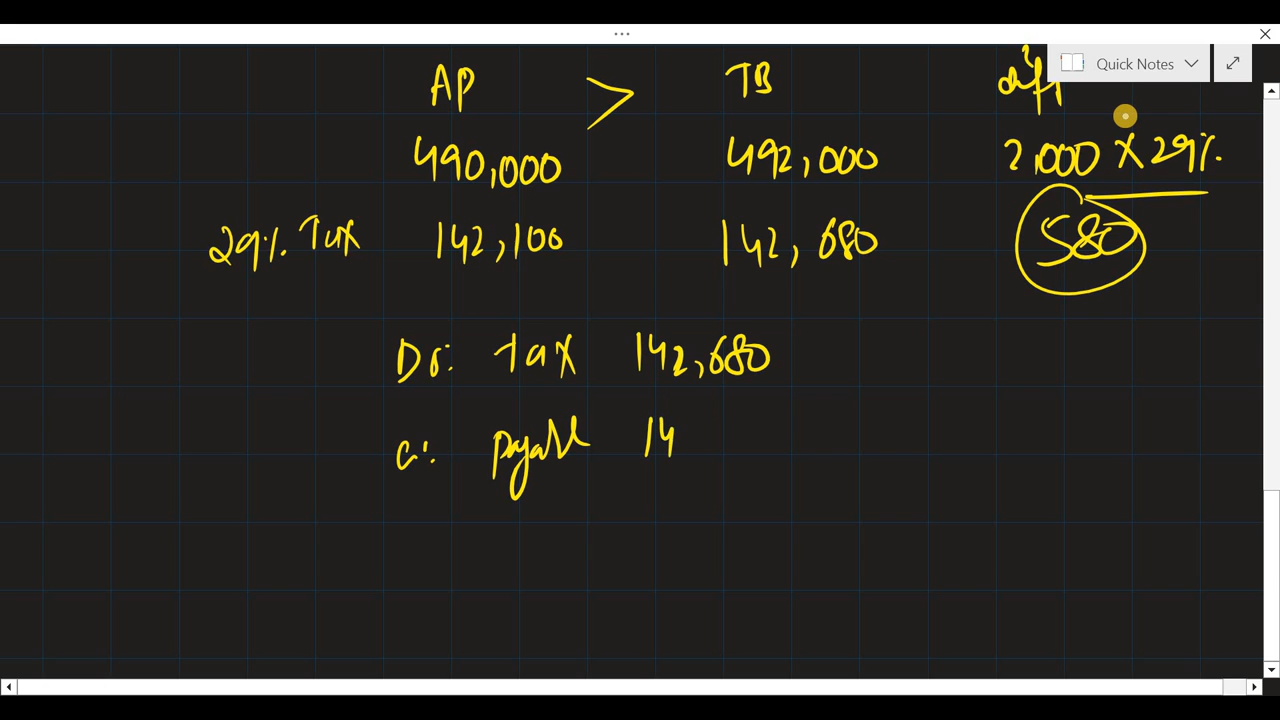 Quick Notes
AP > TB diff
490,000 492,000 2,000 X 29%
29% Tax 142,100 142,680 580
Dr: tax 142,680
Cr: payable 14